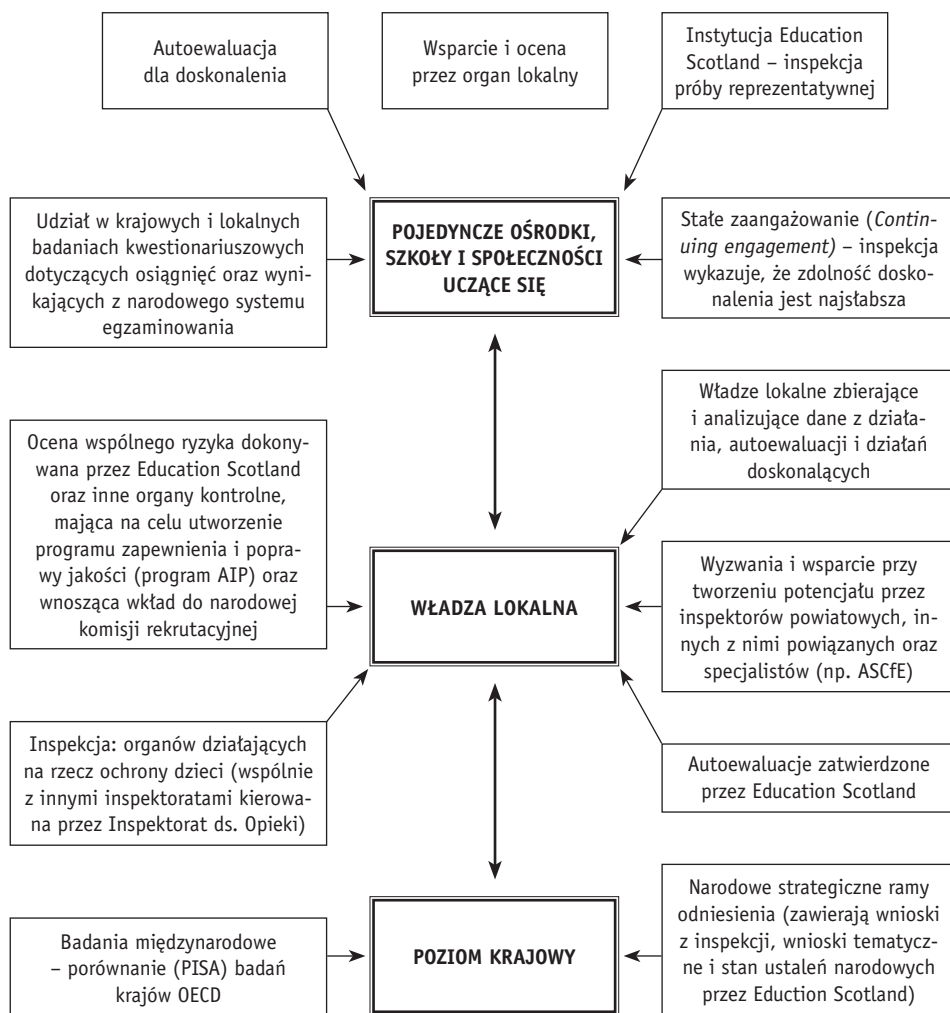 Autoewaluacja
dla doskonalenia
Wsparcie i ocena
przez organ lokalny
Instytucja Education
Scotland – inspekcja
próby reprezentatywnej
Udział w krajowych i lokalnych
badaniach kwestionariuszowych
dotyczących osiągnięć oraz wyni-
kających z narodowego systemu
egzaminowania
POJEDYNCZE OŚRODKI,
SZKOŁY I SPOŁECZNOŚCI
UCZĄCE SIĘ
Stałe zaangażowanie (Contin-
uing engagement) – inspekcja
wykazuje, że zdolność dosko-
nalenia jest najsłabsza
Władze lokalne zbierające
i analizujące dane z działa-
nia, autoewaluacji i działań
doskonalących
Ocena wspólnego ryzyka dokony-
wana przez Education Scotland
oraz inne organy kontrolne,
mająca na celu utworzenie
programu zapewnienia i popra-
wy jakości (program AIP) oraz
wnosząca wkład do narodowej
komisji rekrutacyjnej
WŁADZA LOKALNA
Wyzwania i wsparcie przy
tworzeniu potencjału przez
inspektorów powiatowych, in-
nych z nimi powiązanych oraz
specjalistów (np. ASCfE)
Inspekcja: organów działających
na rzecz ochrony dzieci (wspólnie
z innymi inspektoratami kierowa-
na przez Inspektorat ds. Opieki)
Autoewaluacje zatwierdzone
przez Education Scotland
Badania międzynarodowe
– porównanie (PISA) badań
krajów OECD
POZIOM KRAJOWY
Narodowe strategiczne ramy
odniesienia (zawierają wnioski
z inspekcji, wnioski tematycz-
ne i stan ustaleń narodowych
przez Eduction Scotland)